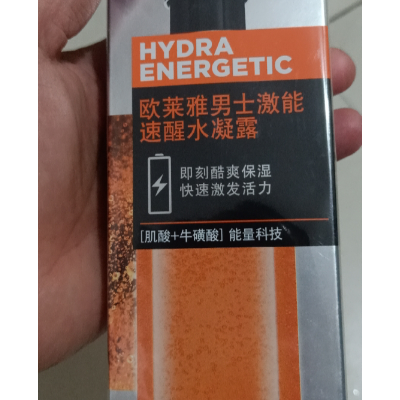 HYDRA
ENERGETIC
欧莱雅男士激能
速醒水凝露
即刻酷爽保湿
快速激发活力
[肌酸+牛磺酸] 能量科技